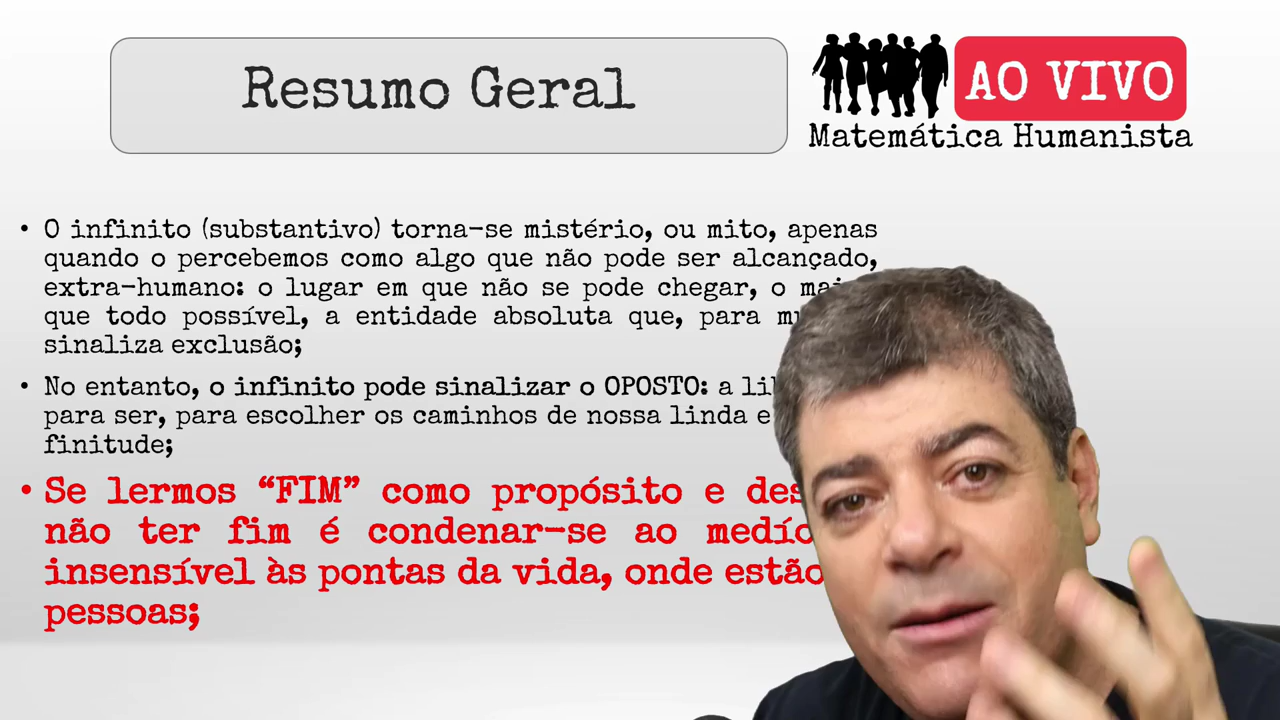 Resumo Geral
AO VIVO
Matemática Humanista
• O infinito (substantivo) torna-se mistério, ou mito, apenas
quando o percebemos como algo que não pode ser alcançado,
extra-humano: o lugar em que não se pode chegar, o
que todo possível, a entidade absoluta que, para
sinaliza exclusão;
• No entanto, o infinito pode sinalizar o OPOSTO: a
para ser, para escolher os caminhos de nossa linda e
finitude;
• Se lermos “FIM” como propósito e
não ter fim é condenar-se ao
insensível às pontas da vida, onde estão
pessoas;